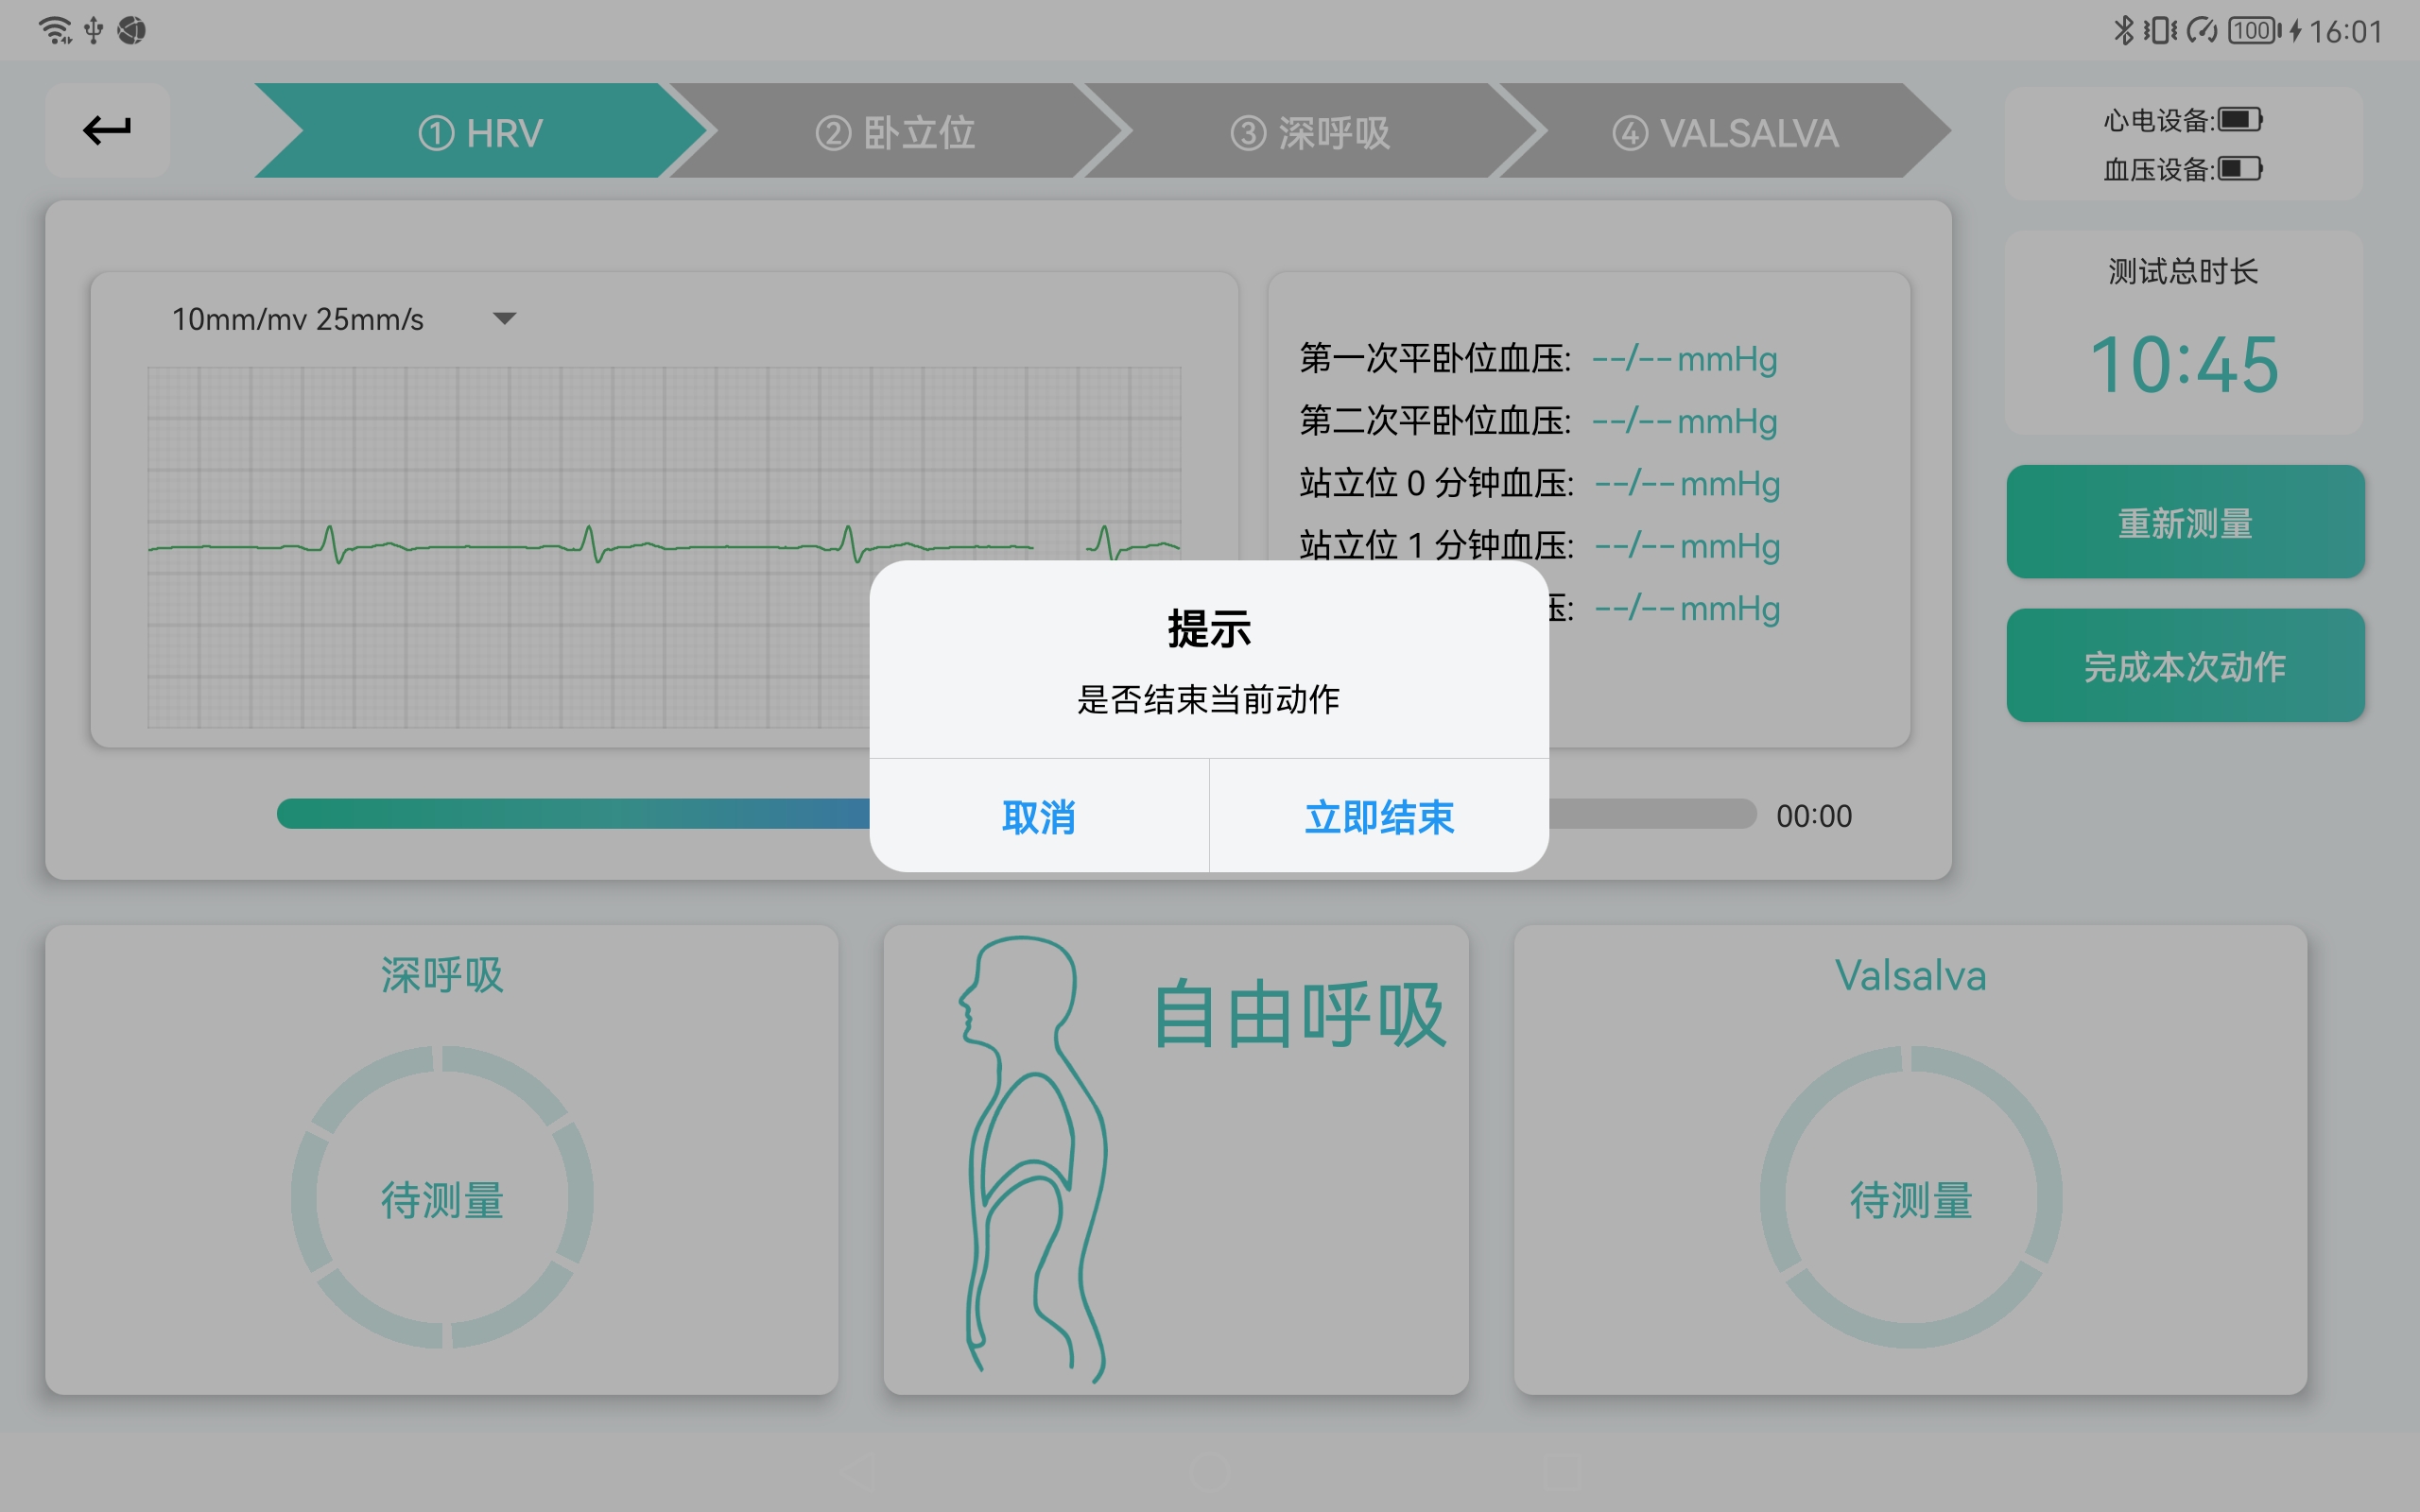 100 16:01
① HRV
② 卧立位
③ 深呼吸
④ VALSALVA
心电设备:
血压设备:
测试总时长
10:45
重新测量
完成本次动作
10mm/mv 25mm/s
第一次平卧位血压: --/-- mmHg
第二次平卧位血压: --/-- mmHg
站立位 0 分钟血压: --/-- mmHg
站立位 1 分钟血压: --/-- mmHg
压: --/-- mmHg
提示
是否结束当前动作
取消
立即结束
00:00
深呼吸
待测量
自由呼吸
Valsalva
待测量